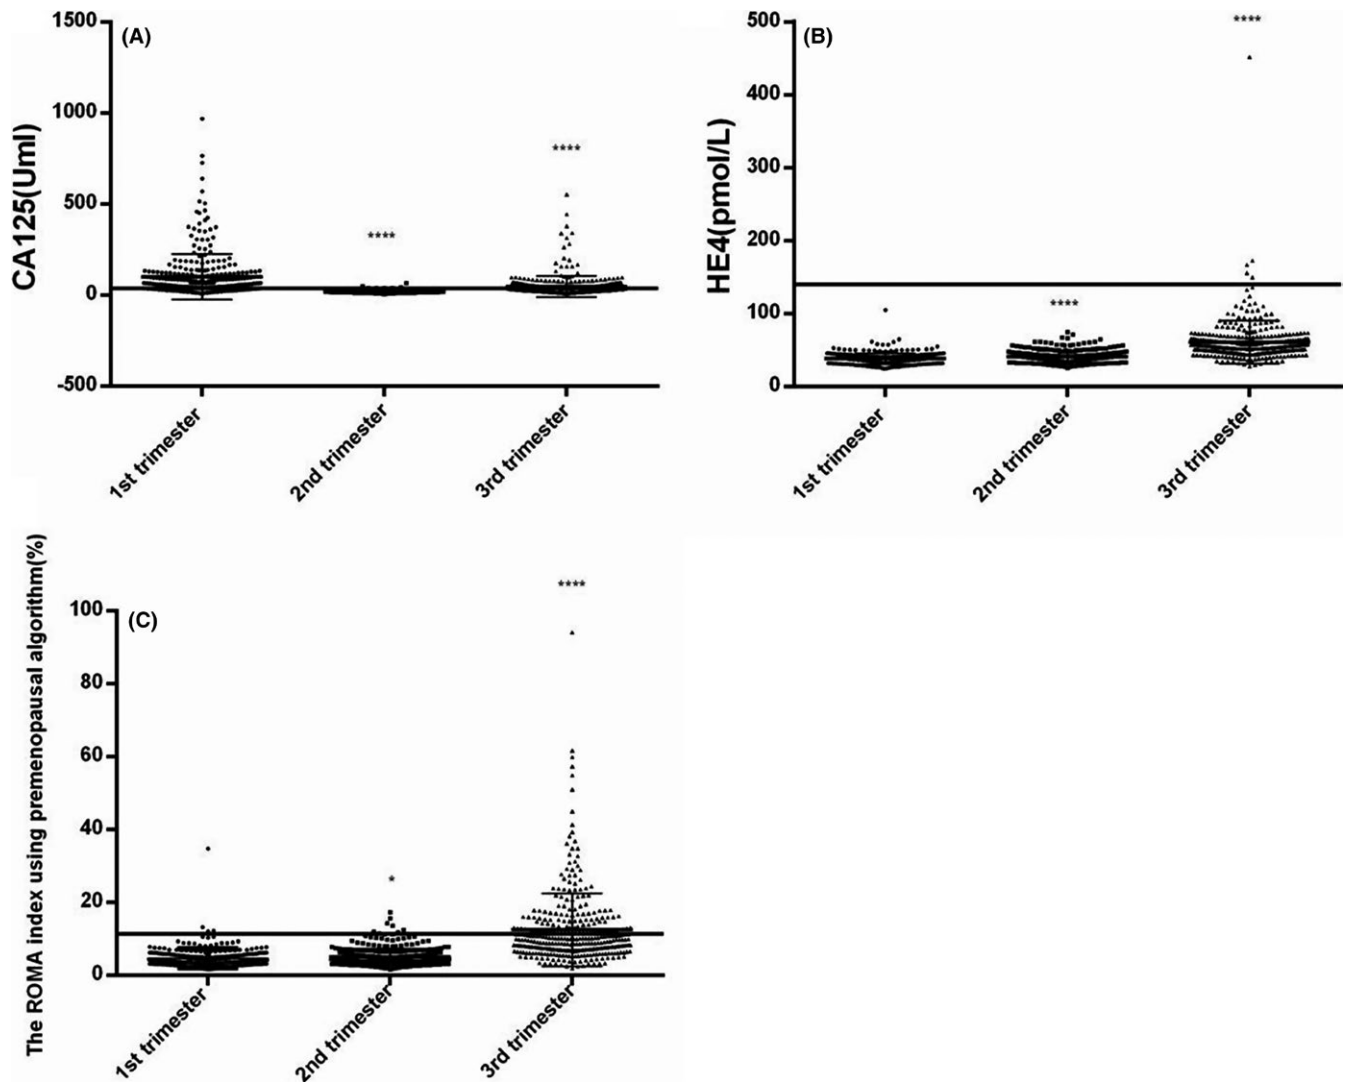 (A)
CA125(Uml)
1500
1000
500
0
-500
****
****
1st trimester
2nd trimester
3rd trimester
(B)
HE4(pmol/L)
500
400
300
200
100
0
****
****
1st trimester
2nd trimester
3rd trimester
(C)
The ROMA index using premenopausal algorithm(%)
100
80
60
40
20
0
*
****
1st trimester
2nd trimester
3rd trimester